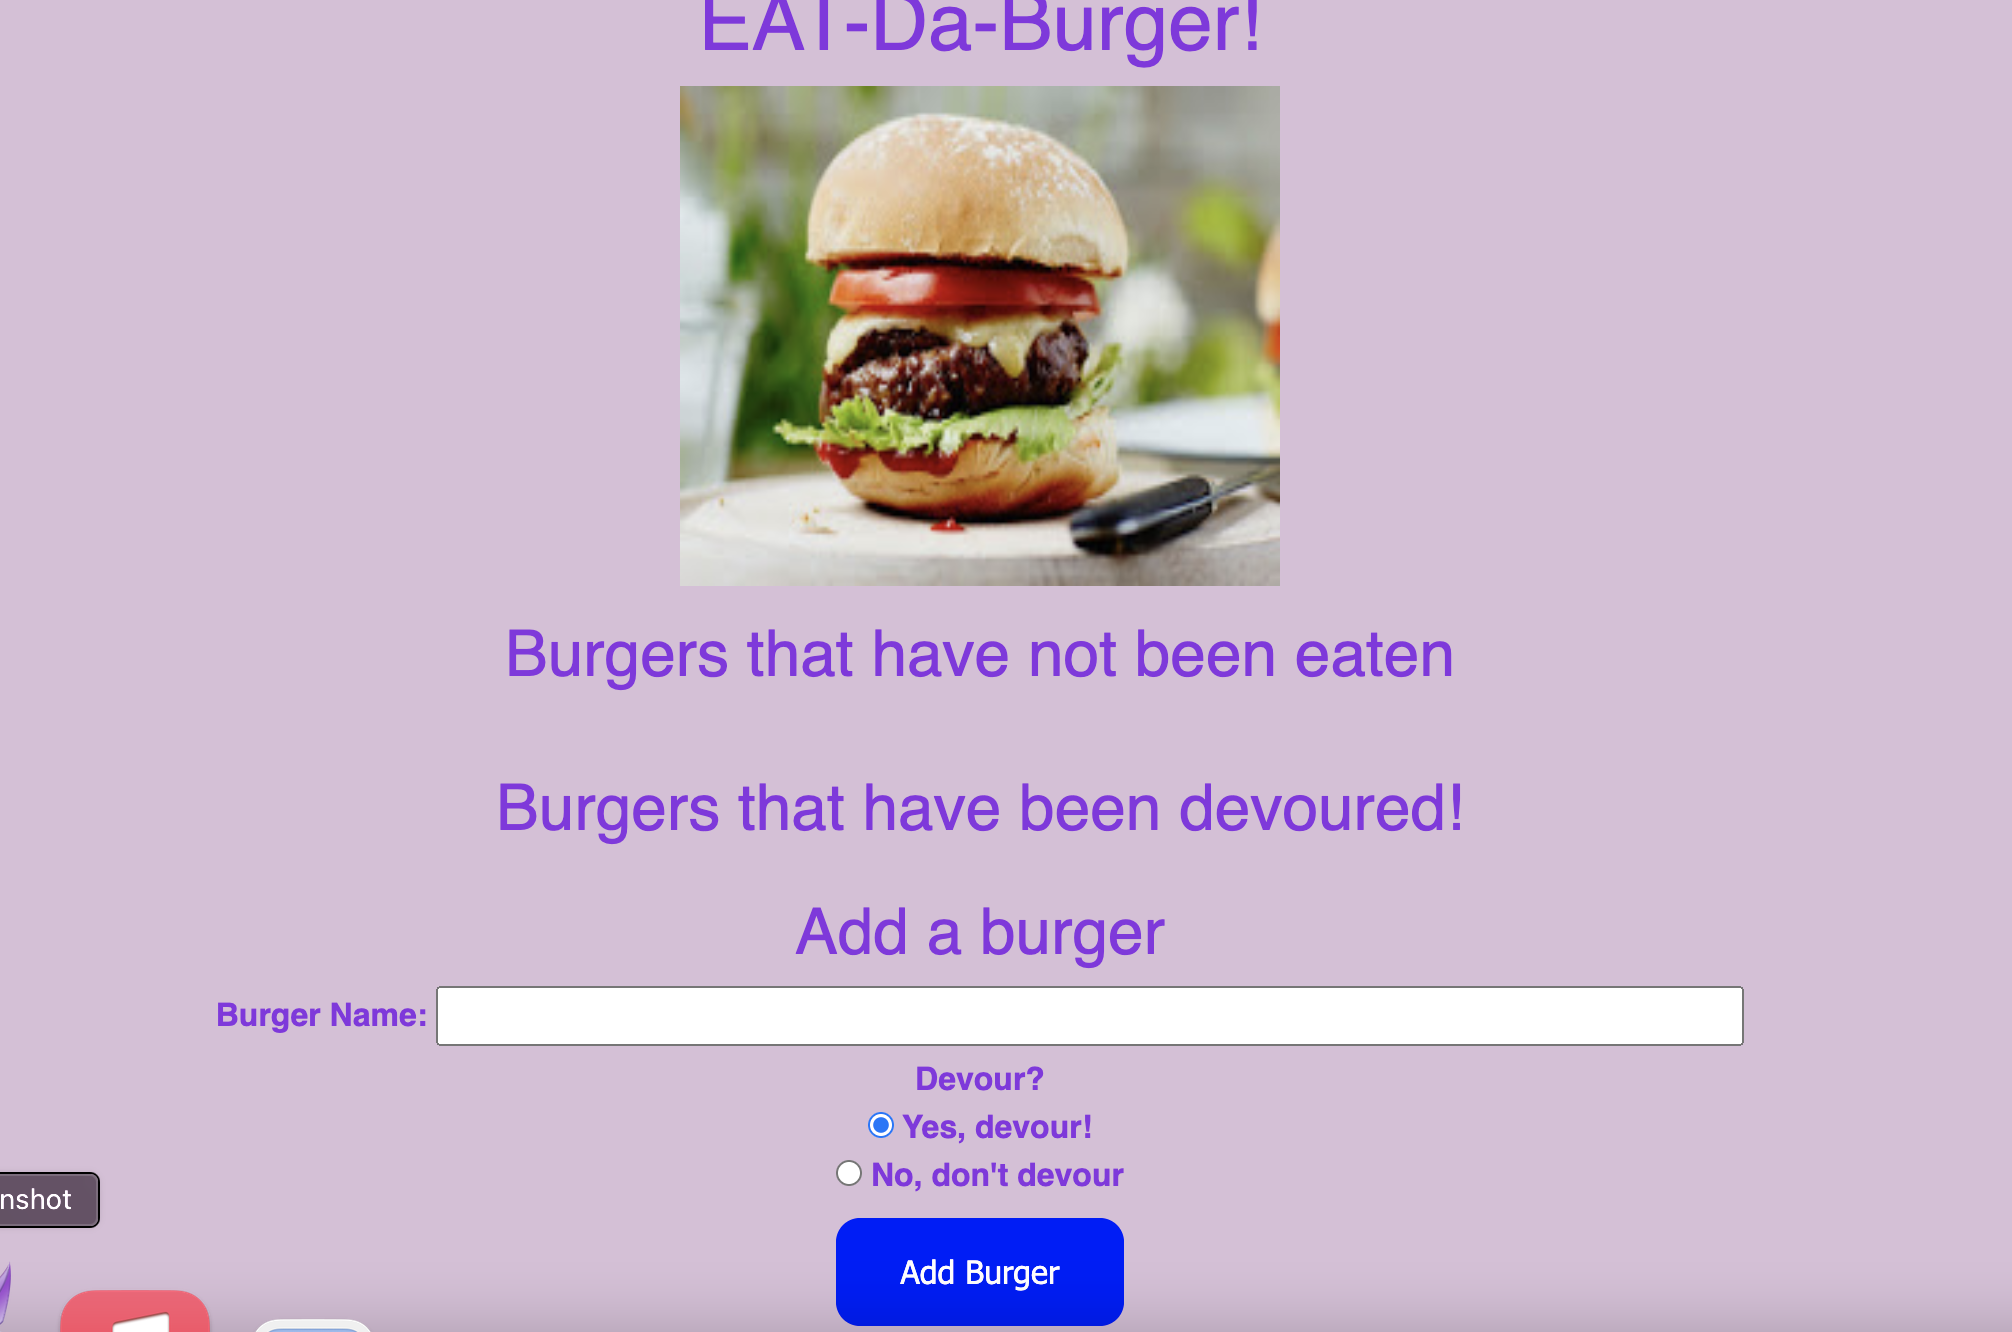 EAT-Da-Burger!
Burgers that have not been eaten
Burgers that have been devoured!
Add a burger
Burger Name:
Devour?
Yes, devour!
No, don't devour
nshot
Add Burger